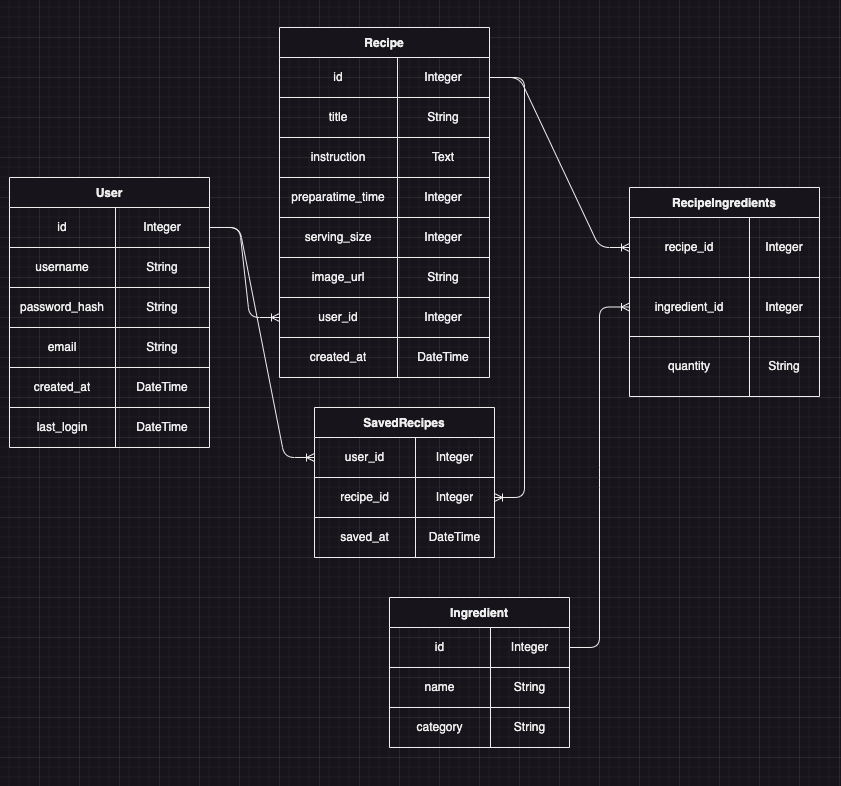 Recipe
id Integer
title String
instruction Text
preparatime_time Integer
serving_size Integer
image_url String
user_id Integer
created_at DateTime
User
id Integer
username String
password_hash String
email String
created_at DateTime
last_login DateTime
RecipeIngredients
recipe_id Integer
ingredient_id Integer
quantity String
SavedRecipes
user_id Integer
recipe_id Integer
saved_at DateTime
Ingredient
id Integer
name String
category String